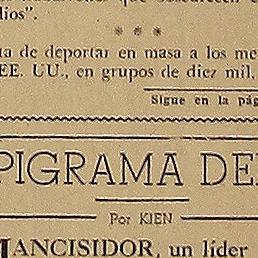 dios".
* * *
ta de deportar en masa a los me
EE. UU., en grupos de diez mil,
Sigue en la pág
PIGRAMA DE
Por KIEN
MANCISIDOR, un líder